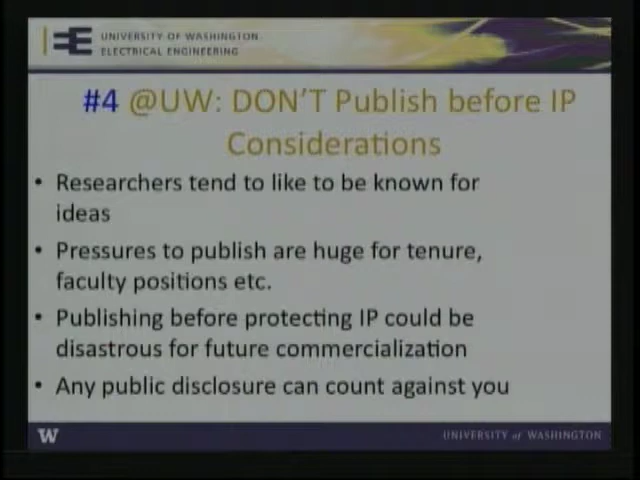 UNIVERSITY OF WASHINGTON
ELECTRICAL ENGINEERING
#4 @UW: DON'T Publish before IP
Considerations
• Researchers tend to like to be known for
ideas
• Pressures to publish are huge for tenure,
faculty positions etc.
• Publishing before protecting IP could be
disastrous for future commercialization
• Any public disclosure can count against you
W
UNIVERSITY of WASHINGTON